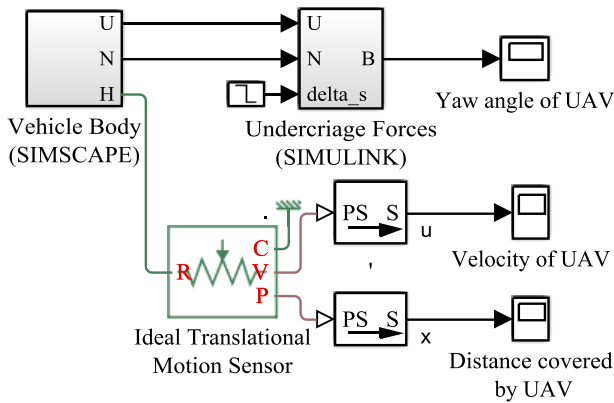 U
N
H
Vehicle Body
(SIMSCAPE)
U
N
delta_s
B
Undercriage Forces
(SIMULINK)
Yaw angle of UAV
R
C
V
P
Ideal Translational
Motion Sensor
PS S
u
Velocity of UAV
PS S
x
Distance covered
by UAV